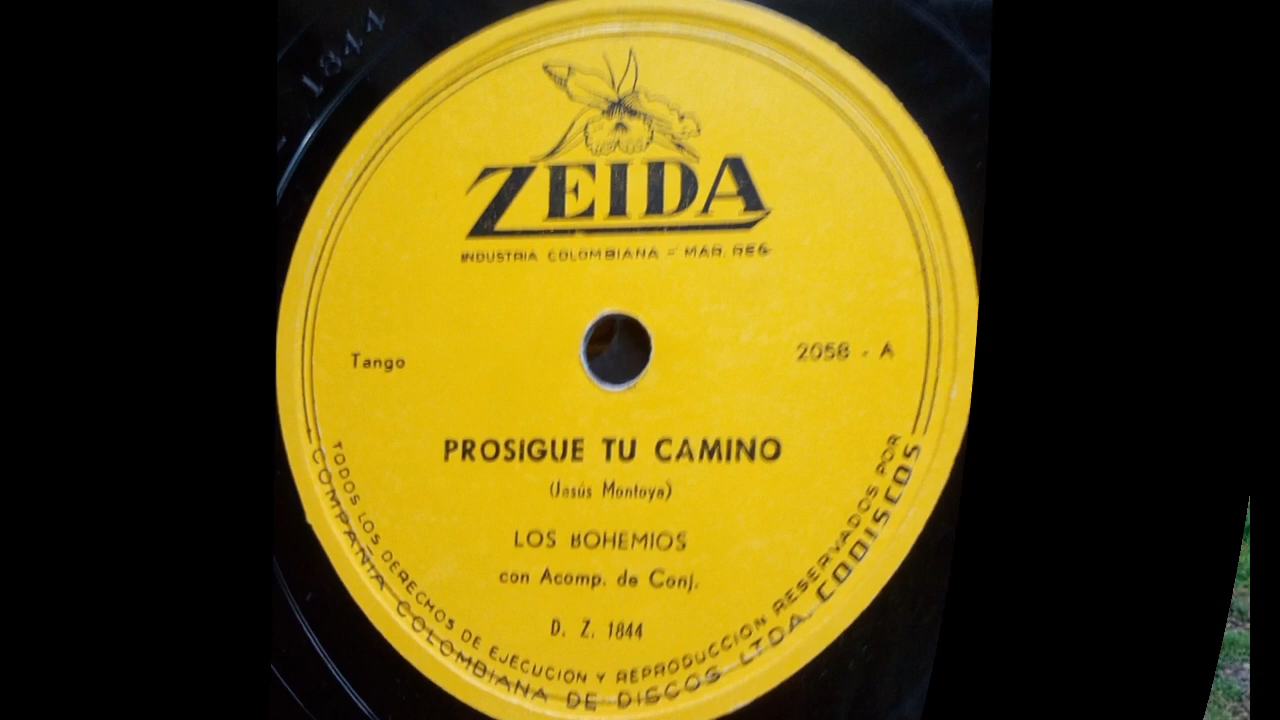 1844
ZEIDA
INDUSTRIA COLOMBIANA = MAR. REG.
Tango
2058 - A
PROSIGUE TU CAMINO
(Jesús Montoya)
LOS BOHEMIOS
con Acomp. de Conj.
D. Z. 1844
TODOS LOS DERECHOS DE EJECUCION Y REPRODUCCION RESERVADOS POR
COMPAÑIA COLOMBIANA DE DISCOS LTDA. CODISCOS